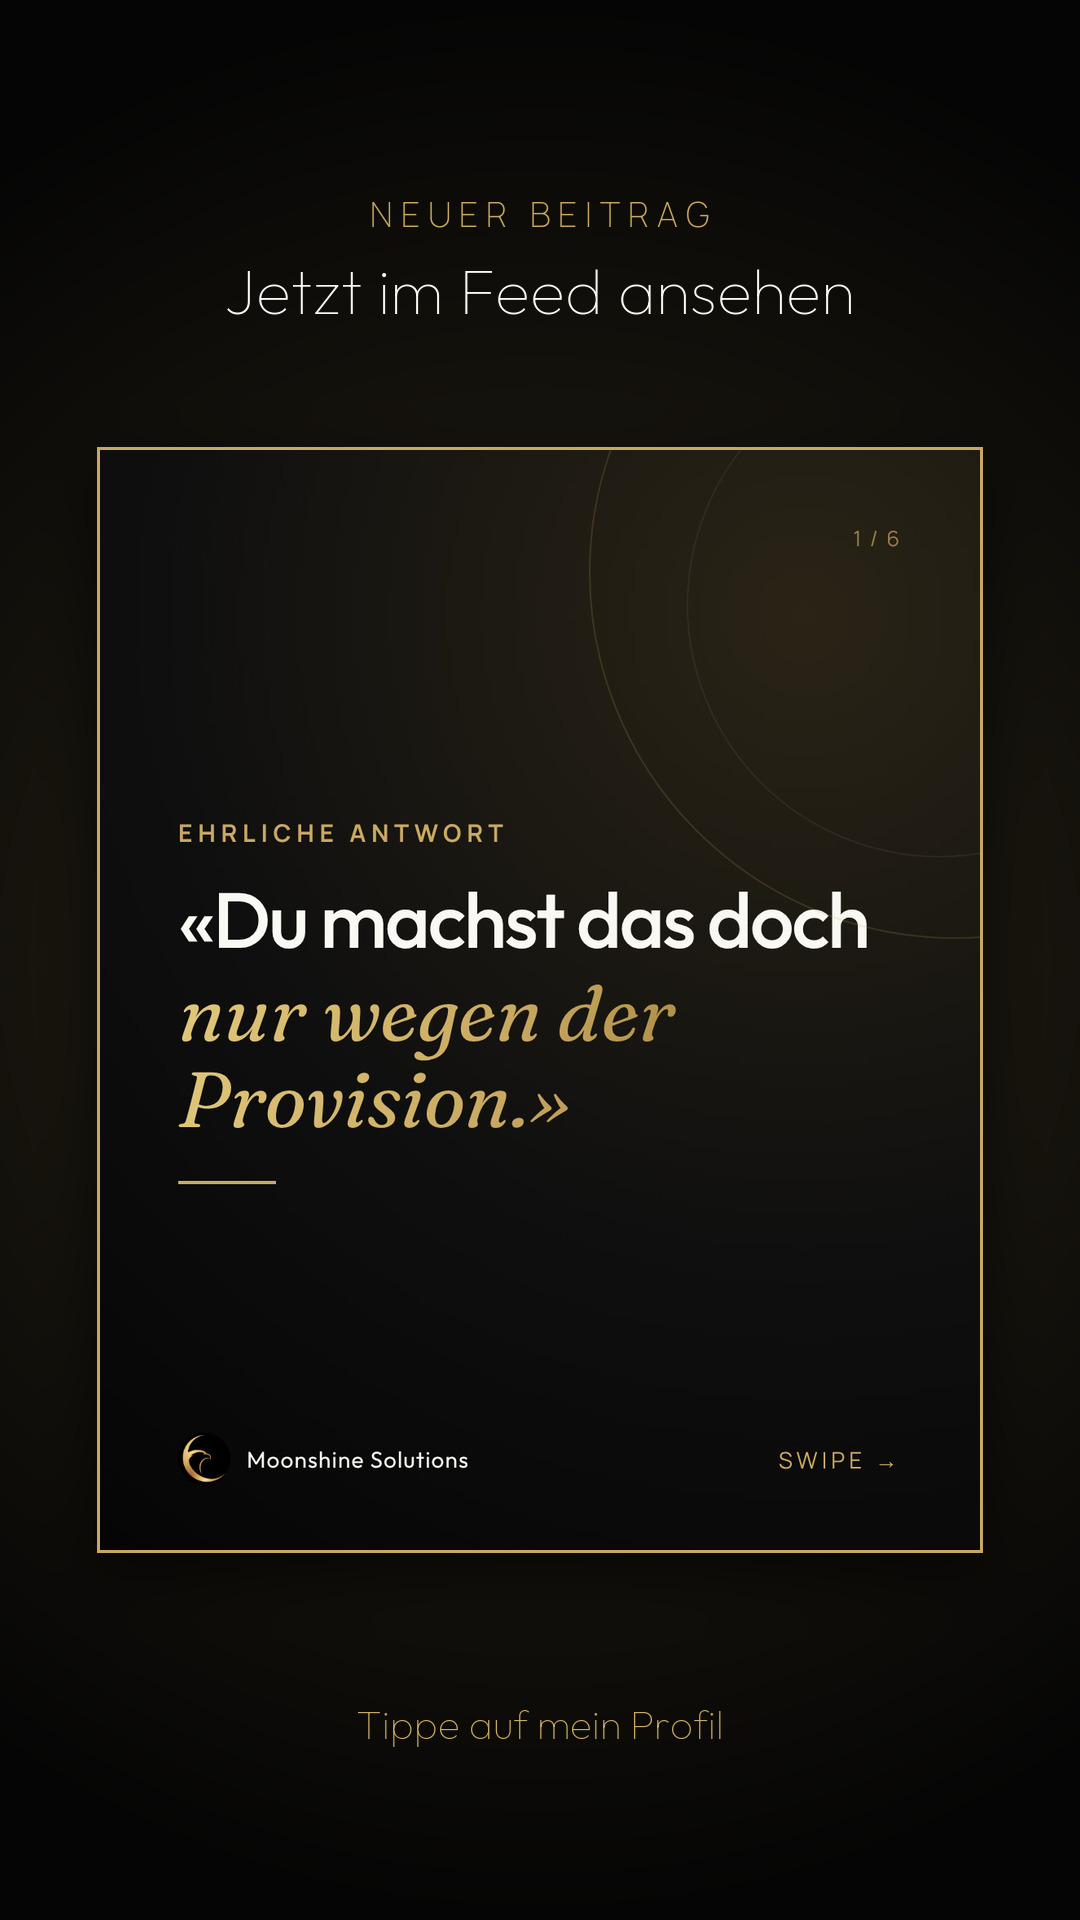 NEUER BEITRAG
Jetzt im Feed ansehen
1 / 6
EHRLICHE ANTWORT
«Du machst das doch
nur wegen der
Provision.»
Moonshine Solutions
SWIPE →
Tippe auf mein Profil